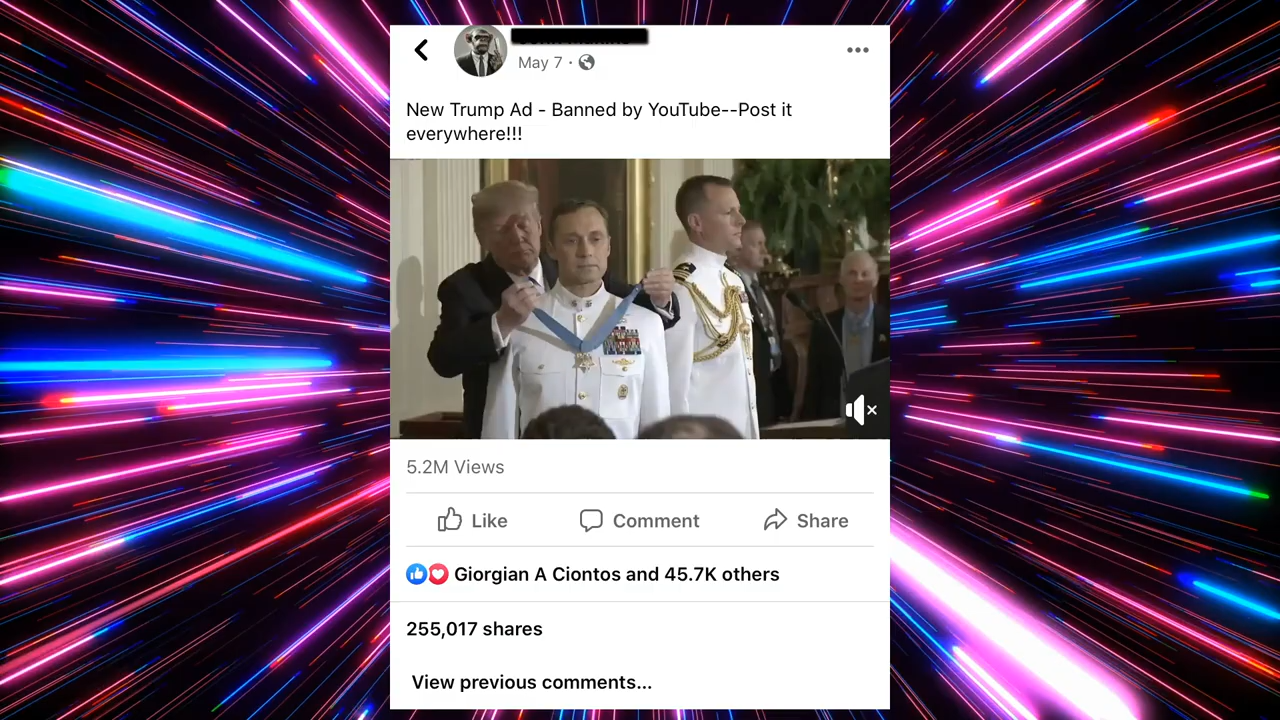 May 7 ·
New Trump Ad - Banned by YouTube--Post it
everywhere!!!
5.2M Views
Like Comment Share
Giorgian A Ciontos and 45.7K others
255,017 shares
View previous comments...